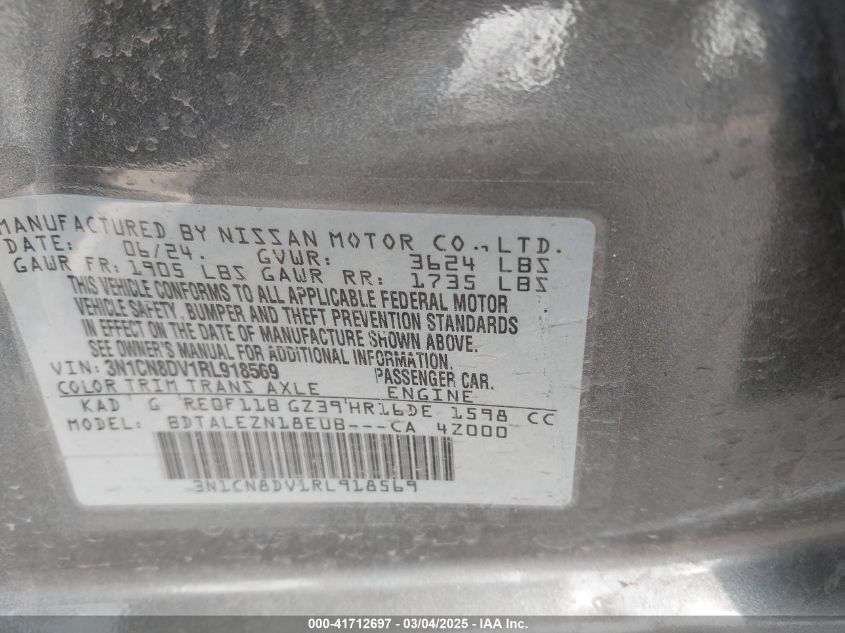 MANUFACTURED BY NISSAN MOTOR CO., LTD.
DATE: 06/24. GVWR: 3624 LBS
GAWR FR: 1905 LBS GAWR RR: 1735 LBS
THIS VEHICLE CONFORMS TO ALL APPLICABLE FEDERAL MOTOR
VEHICLE SAFETY, BUMPER AND THEFT PREVENTION STANDARDS
IN EFFECT ON THE DATE OF MANUFACTURE SHOWN ABOVE.
SEE OWNER'S MANUAL FOR ADDITIONAL INFORMATION.
VIN: 3N1CN8DV1RL918569 PASSENGER CAR.
COLOR TRIM TRANS AXLE ENGINE
KAD G RE0F11B GZ39 HR16DE 1598 CC
MODEL: BDTALEZN18EUB---CA 4Z000
3N1CN8DV1RL918569
000-41712697 - 03/04/2025 - IAA Inc.